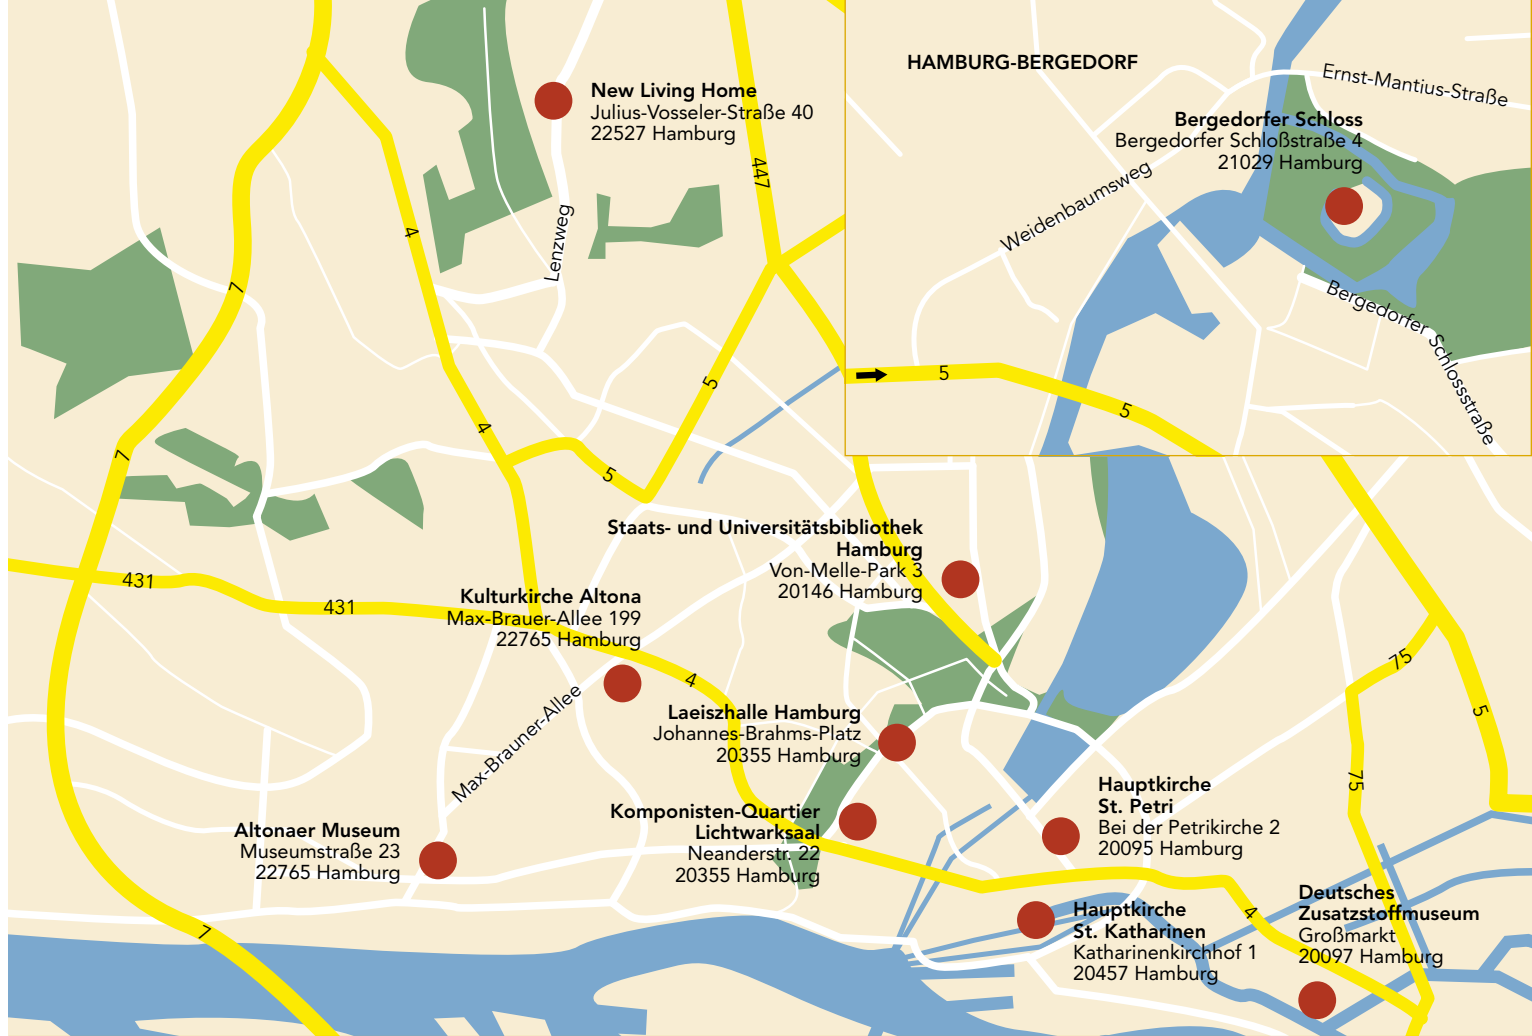 HAMBURG-BERGEDORF
Ernst-Mantius-Straße
New Living Home
Julius-Vosseler-Straße 40
22527 Hamburg
Bergedorfer Schloss
Bergedorfer Schloßstraße 4
21029 Hamburg
447
Weidenbaumsweg
4
Lenzweg
7
Bergedorfer Schlossstraße
5
5
5
4
7
5
Staats- und Universitätsbibliothek
Hamburg
Von-Melle-Park 3
20146 Hamburg
431
431
Kulturkirche Altona
Max-Brauer-Allee 199
22765 Hamburg
75
4
5
Max-Brauner-Allee
Laeiszhalle Hamburg
Johannes-Brahms-Platz
20355 Hamburg
75
Hauptkirche
St. Petri
Bei der Petrikirche 2
20095 Hamburg
Komponisten-Quartier
Lichtwarksaal
Neanderstr. 22
20355 Hamburg
Altonaer Museum
Museumstraße 23
22765 Hamburg
Deutsches
Zusatzstoffmuseum
Großmarkt
20097 Hamburg
4
Hauptkirche
St. Katharinen
Katharinenkirchhof 1
20457 Hamburg
7